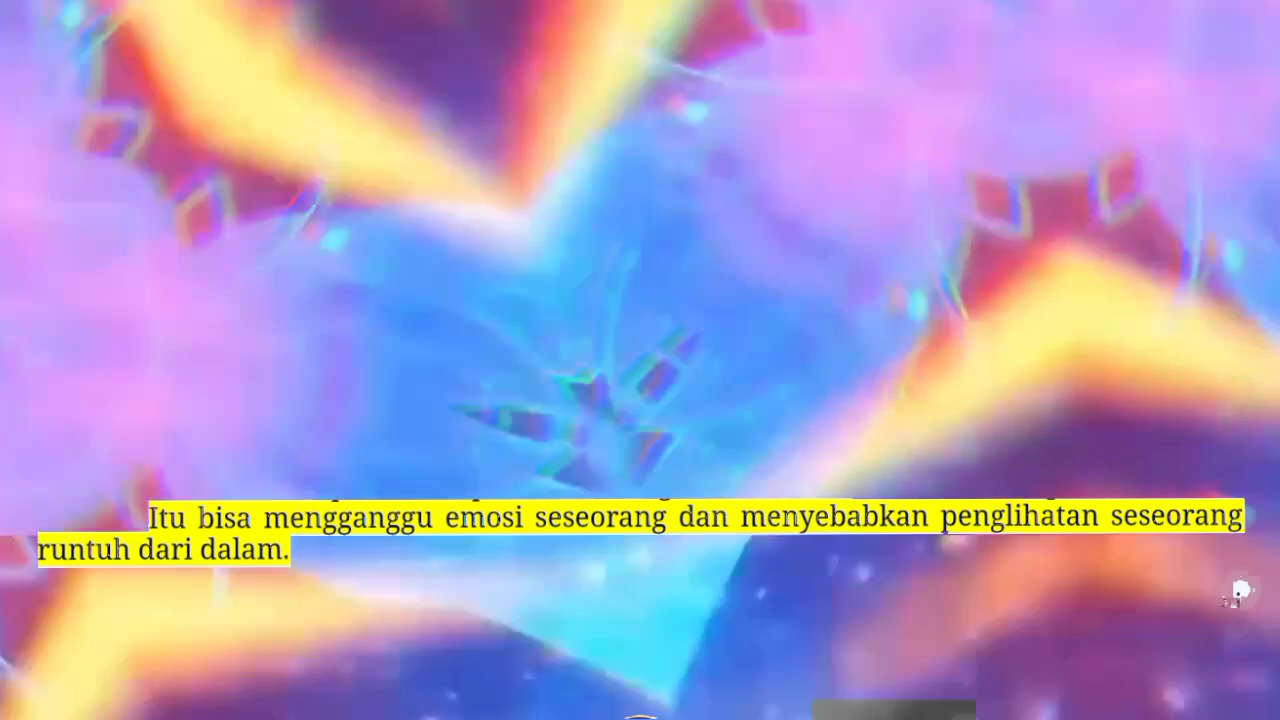 Itu bisa mengganggu emosi seseorang dan menyebabkan penglihatan seseorang
runtuh dari dalam.